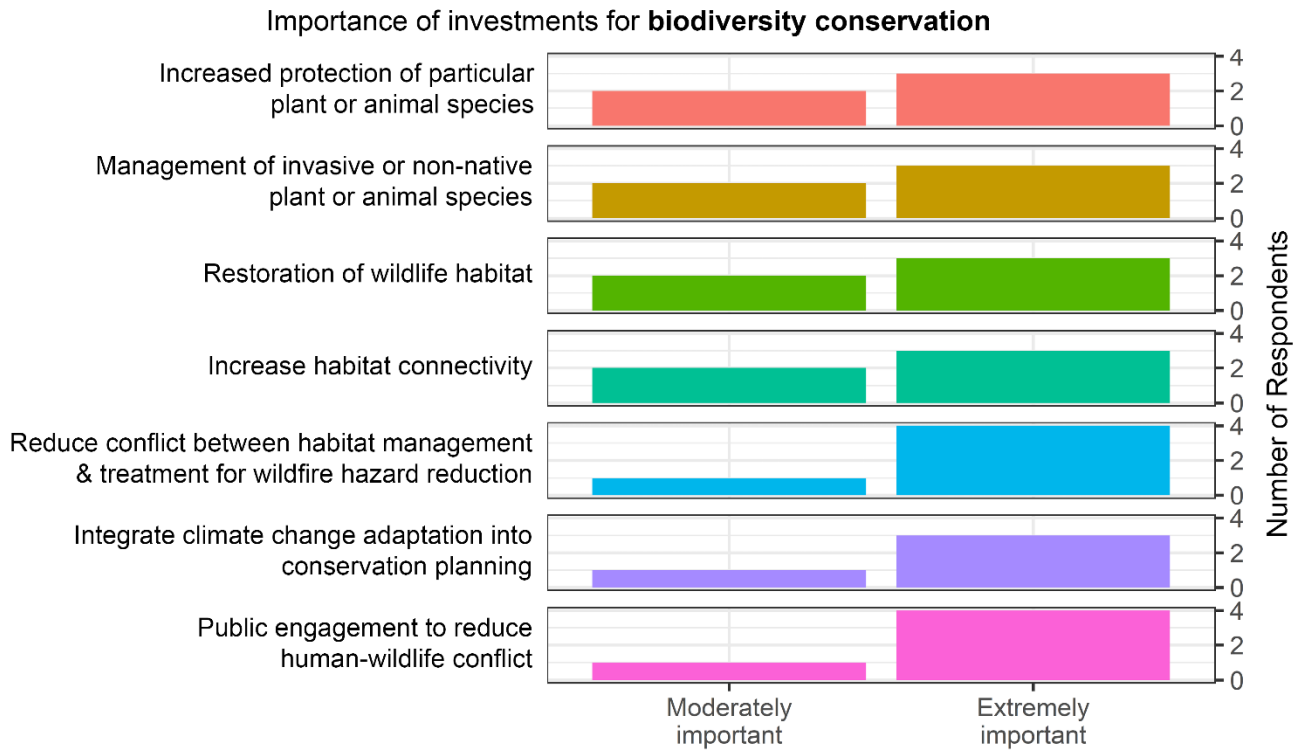 Importance of investments for biodiversity conservation
Increased protection of particular
plant or animal species
4
2
0
Management of invasive or non-native
plant or animal species
4
2
0
Restoration of wildlife habitat
4
2
0
Increase habitat connectivity
4
2
0
Reduce conflict between habitat management
& treatment for wildfire hazard reduction
4
2
0
Integrate climate change adaptation into
conservation planning
4
2
0
Public engagement to reduce
human-wildlife conflict
4
2
0
Number of Respondents
Moderately
important
Extremely
important